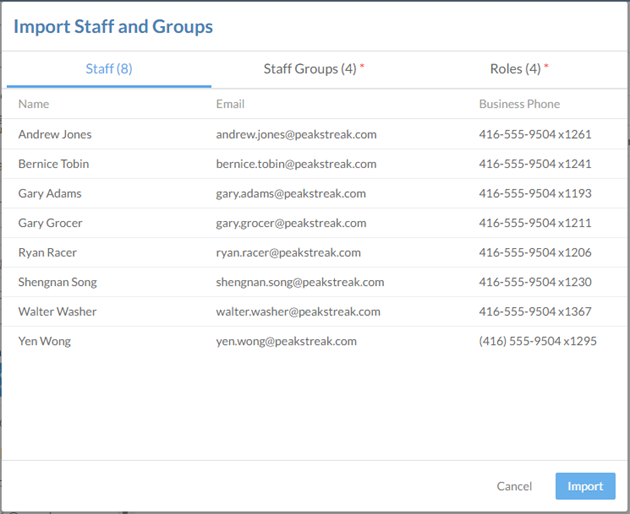 Import Staff and Groups
Staff (8) Staff Groups (4) * Roles (4) *
Name Email Business Phone
Andrew Jones andrew.jones@peakstreak.com 416-555-9504 x1261
Bernice Tobin bernice.tobin@peakstreak.com 416-555-9504 x1241
Gary Adams gary.adams@peakstreak.com 416-555-9504 x1193
Gary Grocer gary.grocer@peakstreak.com 416-555-9504 x1211
Ryan Racer ryan.racer@peakstreak.com 416-555-9504 x1206
Shengnan Song shengnan.song@peakstreak.com 416-555-9504 x1230
Walter Washer walter.washer@peakstreak.com 416-555-9504 x1367
Yen Wong yen.wong@peakstreak.com (416) 555-9504 x1295
Cancel Import